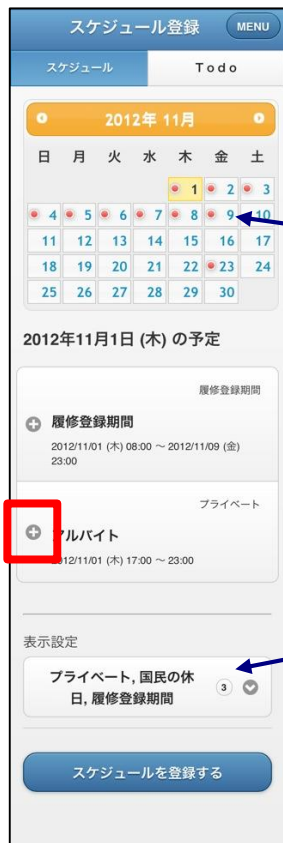 スケジュール登録 MENU
スケジュール Todo
2012年 11月
日 月 火 水 木 金 土
1 2 3
4 5 6 7 8 9 10
11 12 13 14 15 16 17
18 19 20 21 22 23 24
25 26 27 28 29 30
2012年11月1日 (木) の予定
履修登録期間
履修登録期間
2012/11/01 (木) 08:00 ～ 2012/11/09 (金)
23:00
プライベート
アルバイト
2012/11/01 (木) 17:00 ～ 23:00
表示設定
プライベート, 国民の休
日, 履修登録期間 3
スケジュールを登録する